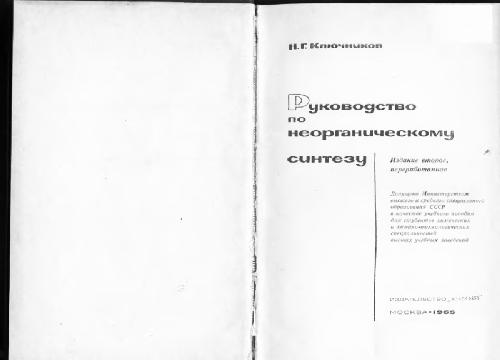 Н.Г. Ключников
Руководство
по
неорганическому
синтезу
Издание второе,
переработанное
Допущено Министерством
высшего и среднего специального
образования СССР
в качестве учебного пособия
для студентов химических
и химико-технологических
специальностей
высших учебных заведений
ИЗДАТЕЛЬСТВО „ХИМИЯ"
МОСКВА • 1965